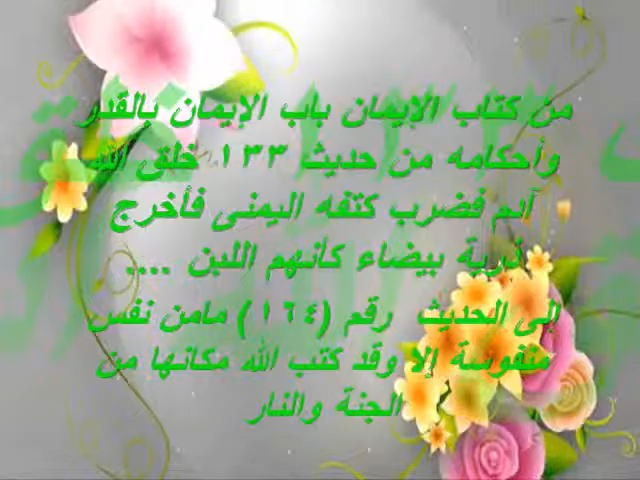 من كتاب الإيمان باب الإيمان بالقدر
وأحكامه من حديث ١٣٣ خلق الله
آدم فضرب كتفه اليمنى فأخرج
ذرية بيضاء كأنهم اللبن ....
إلى الحديث رقم (١٦٤) مامن نفس
منفوسة إلا وقد كتب الله مكانها من
الجنة والنار